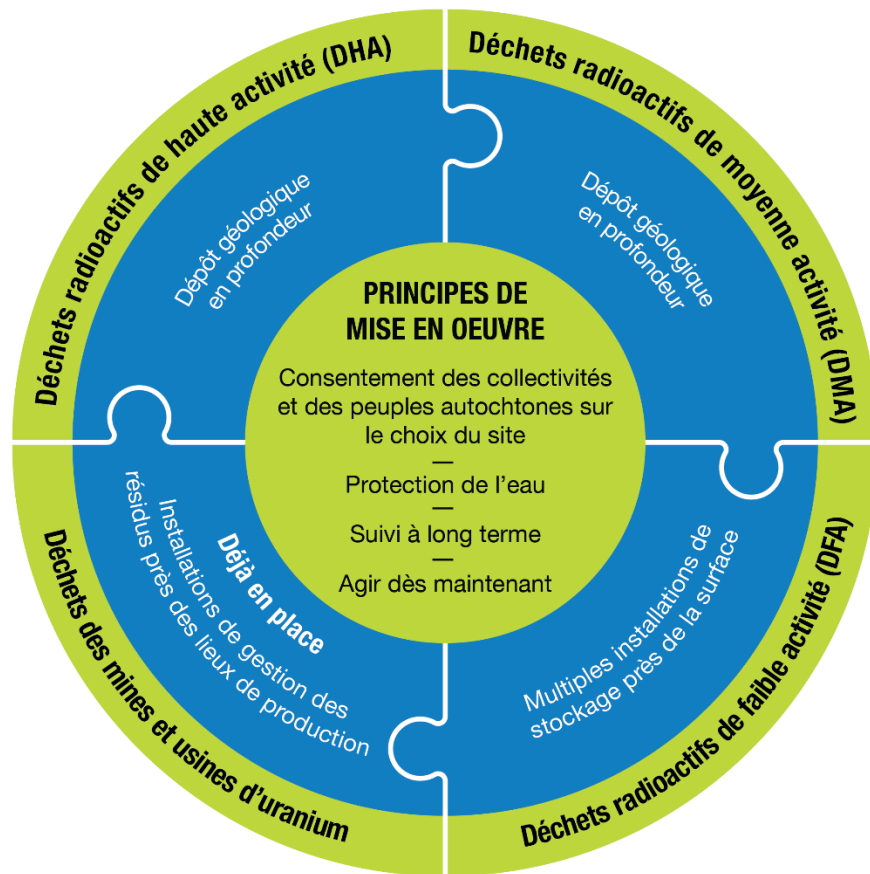 Déchets radioactifs de haute activité (DHA)
Déchets radioactifs de moyenne activité (DMA)
Dépôt géologique
en profondeur
Dépôt géologique
en profondeur
PRINCIPES DE
MISE EN OEUVRE
Consentement des collectivités
et des peuples autochtones sur
le choix du site
Protection de l'eau
Suivi à long terme
Agir dès maintenant
Déjà en place
Installations de gestion des
résidus près des lieux de production
Multiples installations de
stockage près de la surface
Déchets des mines et usines d'uranium
Déchets radioactifs de faible activité (DFA)